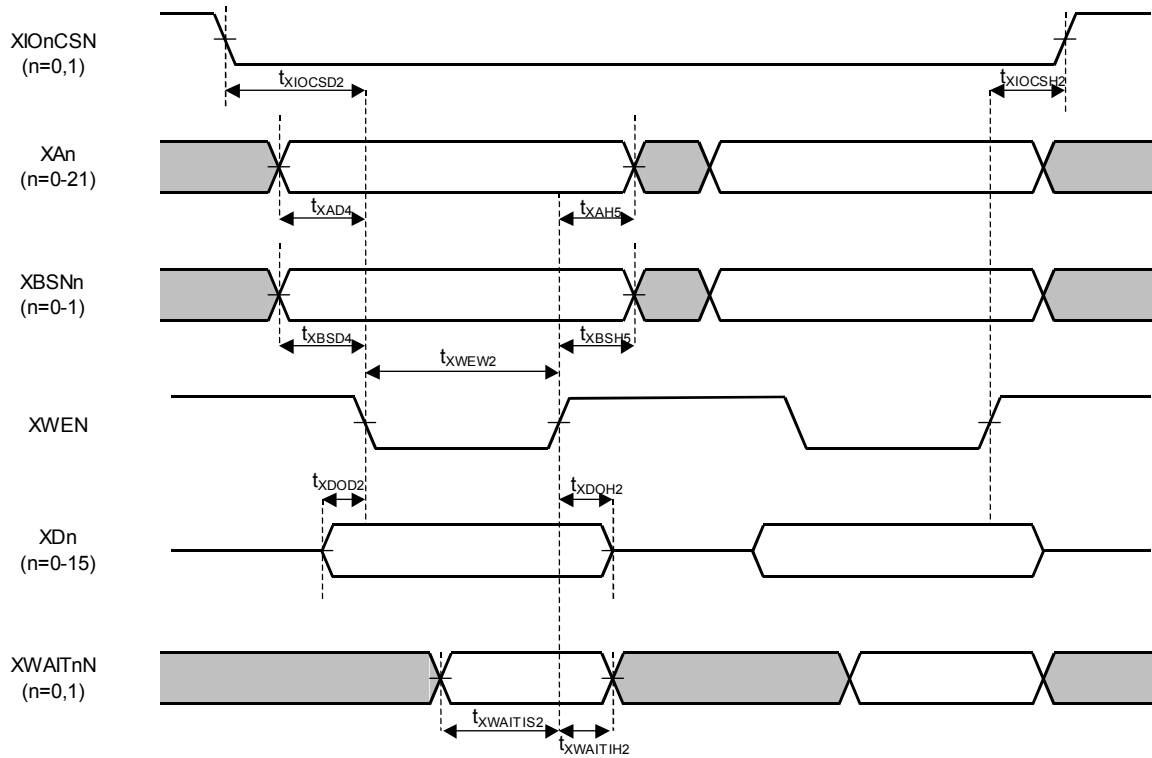 XIOnCSN
(n=0,1)
tXIOCSD2
tXIOCSH2
XAn
(n=0-21)
tXAD4
tXAH5
XBSNn
(n=0-1)
tXBSD4
tXBSH5
tXWEW2
XWEN
tXDOD2
tXDOH2
XDn
(n=0-15)
XWAITnN
(n=0,1)
tXWAITIS2
tXWAITIH2